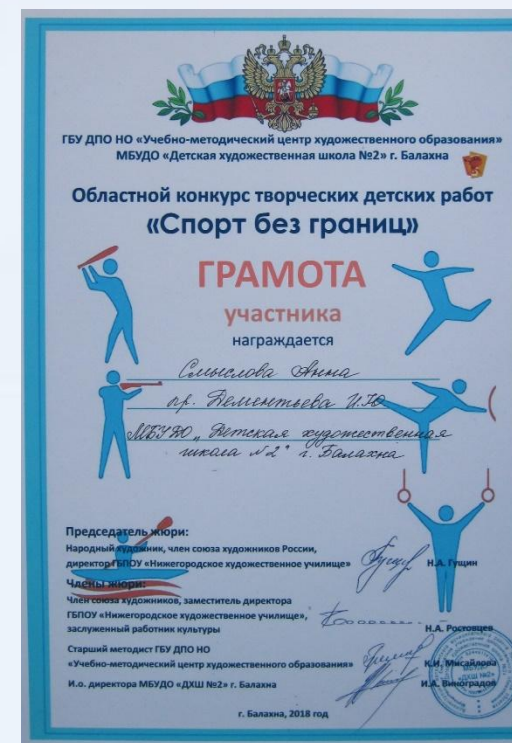 ГБУ ДПО НО «Учебно-методический центр художественного образования»
МБУДО «Детская художественная школа №2» г. Балахна
Областной конкурс творческих детских работ
«Спорт без границ»
ГРАМОТА
участника
награждается
Смыслова Анна
пр. Дементьева И.Ю
МБУДО „Детская художественная
школа №2" г. Балахна
Председатель жюри:
Народный художник, член союза художников России,
директор ГБПОУ «Нижегородское художественное училище» Н.А. Гущин
Члены жюри:
Член союза художников, заместитель директора
ГБПОУ «Нижегородское художественное училище»,
заслуженный работник культуры Н.А. Ростовцев
Старший методист ГБУ ДПО НО
«Учебно-методический центр художественного образования» К.И. Мисайлова
И.о. директора МБУДО «ДХШ №2» г. Балахна И.А. Виноградов
г. Балахна, 2018 год